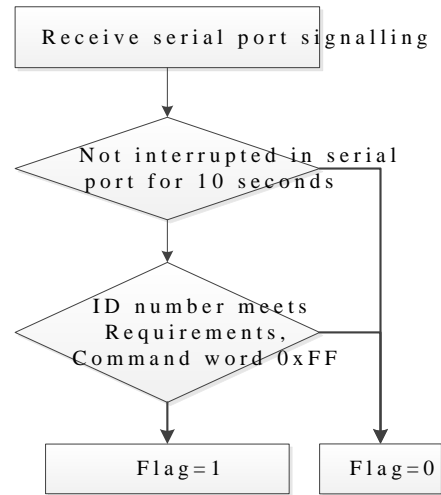 Receive serial port signalling
Not interrupted in serial
port for 10 seconds
ID number meets
Requirements,
Command word 0xFF
Flag=1
Flag=0